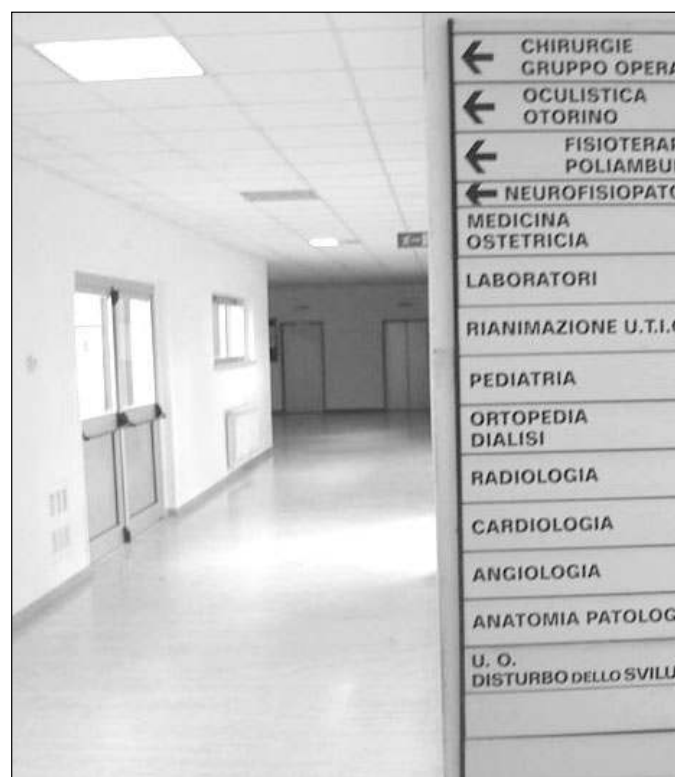 CHIRURGIE
GRUPPO OPERA
OCULISTICA
OTORINO
FISIOTERAP
POLIAMBU
NEUROFISIOPATO
MEDICINA
OSTETRICIA
LABORATORI
RIANIMAZIONE U.T.I.
PEDIATRIA
ORTOPEDIA
DIALISI
RADIOLOGIA
CARDIOLOGIA
ANGIOLOGIA
ANATOMIA PATOLOG
U. O.
DISTURBO DELLO SVILU